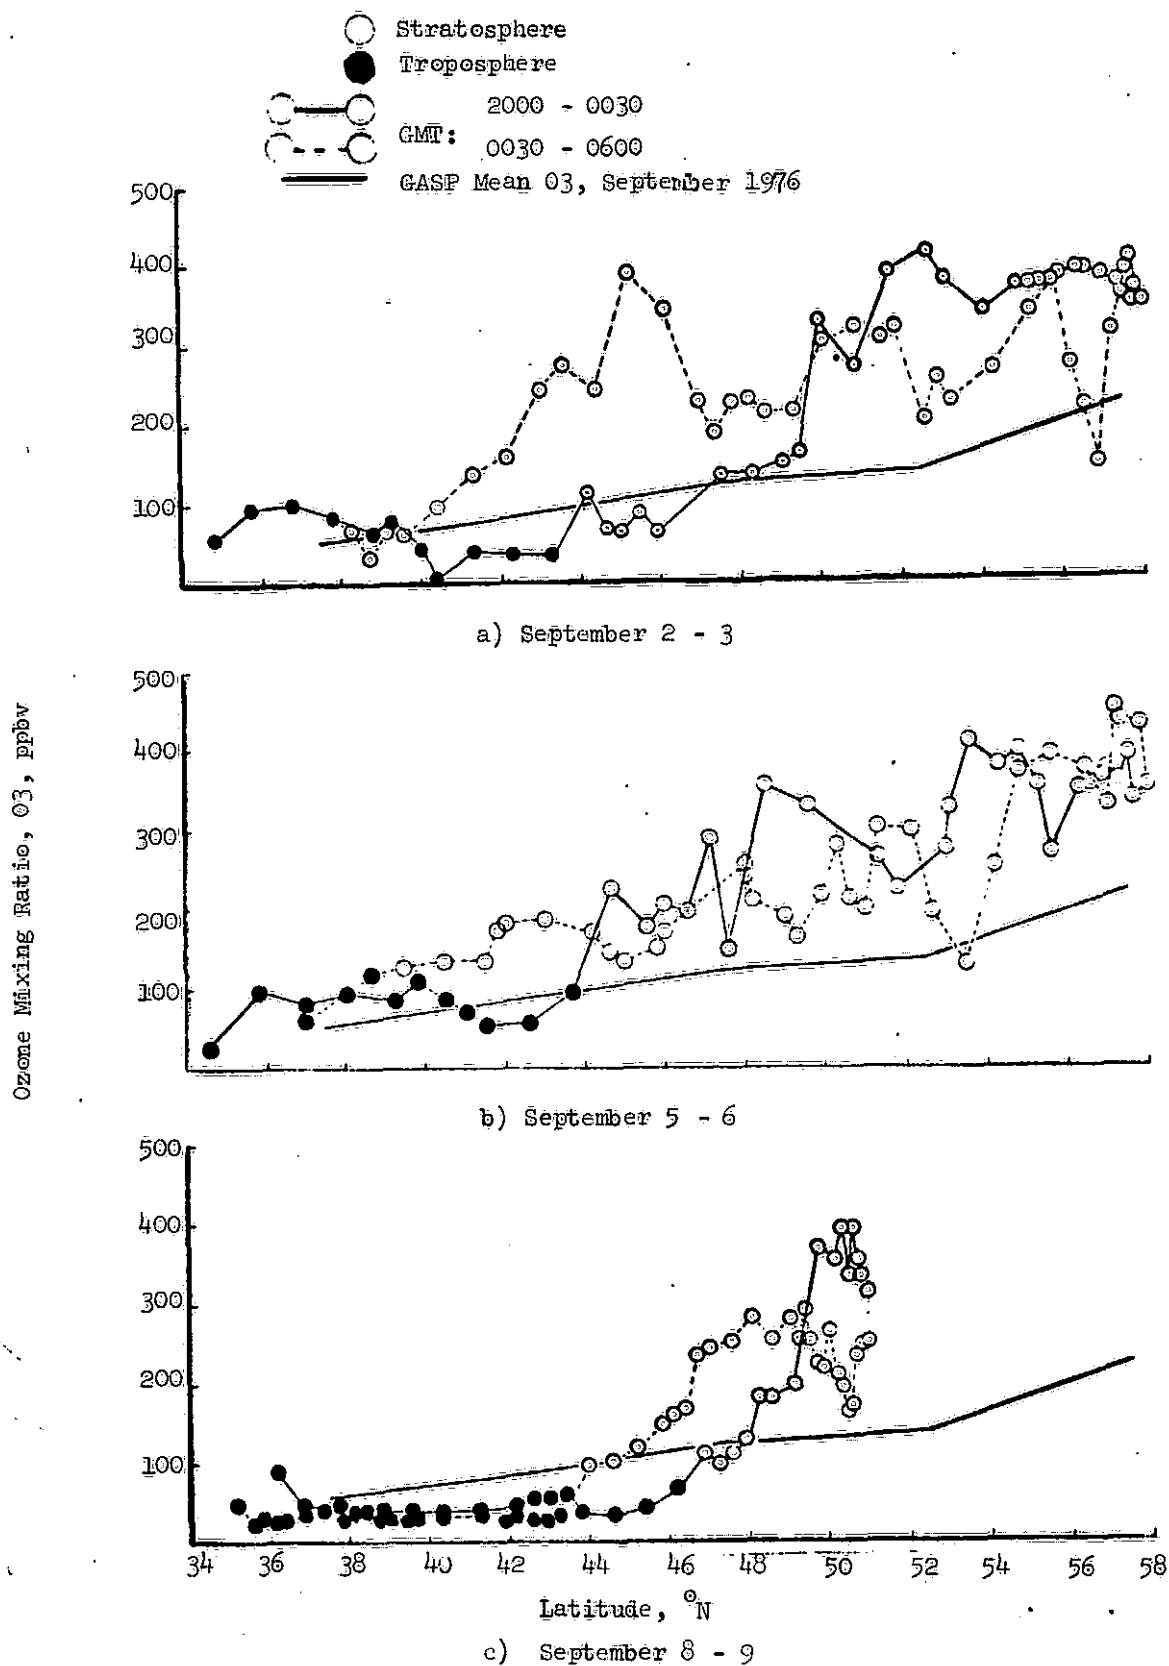 Stratosphere
Troposphere
2000 - 0030
GMT:
0030 - 0600
GASP Mean 03, September 1976
500
400
300
200
100
a) September 2 - 3
Ozone Mixing Ratio, 03, ppbv
500
400
300
200
100
b) September 5 - 6
500
400
300
200
100
34 36 38 40 42 44 46 48 50 52 54 56 58
Latitude, °N
c) September 8 - 9